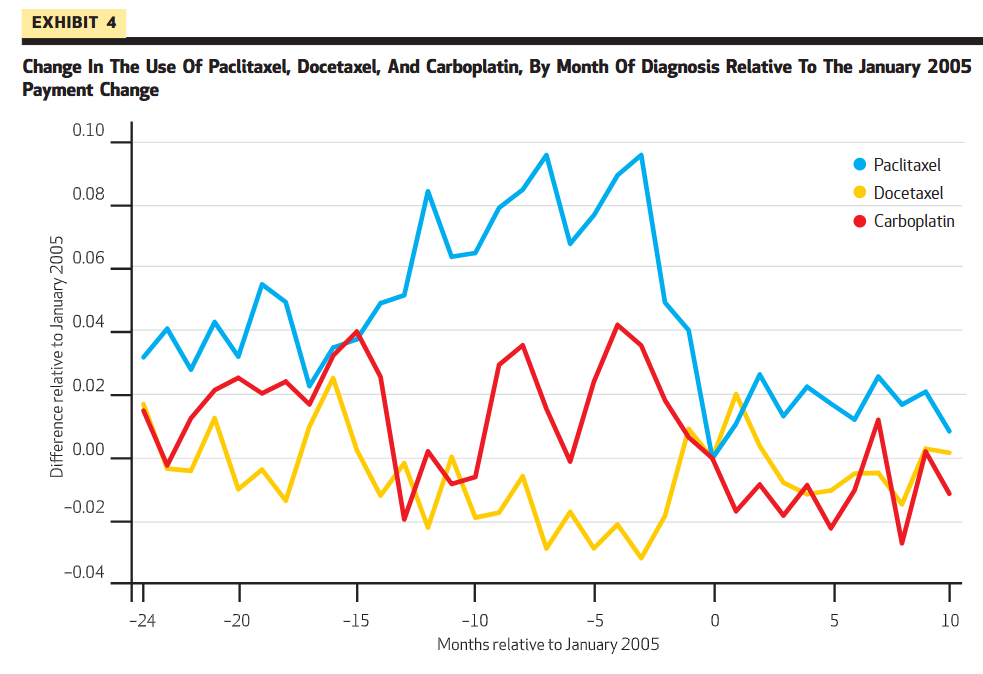 EXHIBIT 4
Change In The Use Of Paclitaxel, Docetaxel, And Carboplatin, By Month Of Diagnosis Relative To The January 2005
Payment Change
0.10
0.08
0.06
0.04
0.02
0.00
–0.02
–0.04
Difference relative to January 2005
Paclitaxel
Docetaxel
Carboplatin
–24
–20
–15
–10
–5
0
5
10
Months relative to January 2005